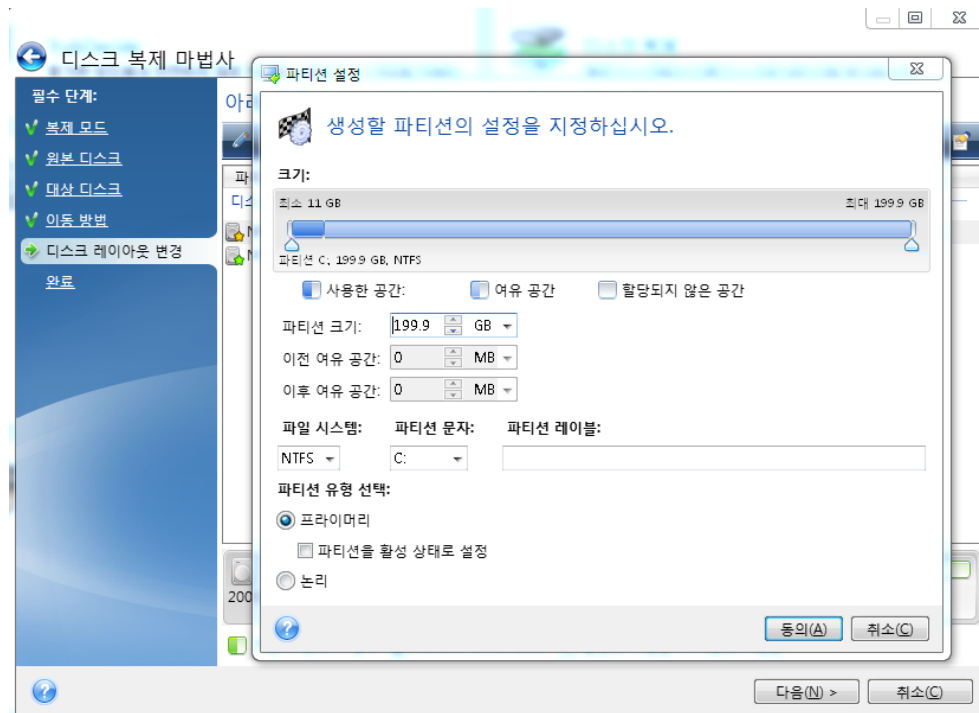 디스크 복제 마법사
필수 단계:
복제 모드
원본 디스크
대상 디스크
이동 방법
디스크 레이아웃 변경
완료
파티션 설정
생성할 파티션의 설정을 지정하십시오.
크기:
최소 11 GB 최대 199.9 GB
파티션 C:, 199.9 GB, NTFS
사용한 공간: 여유 공간 할당되지 않은 공간
파티션 크기: 199.9 GB
이전 여유 공간: 0 MB
이후 여유 공간: 0 MB
파일 시스템: 파티션 문자: 파티션 레이블:
NTFS C:
파티션 유형 선택:
프라이머리
파티션을 활성 상태로 설정
논리
200
동의(A) 취소(C)
다음(N) > 취소(C)